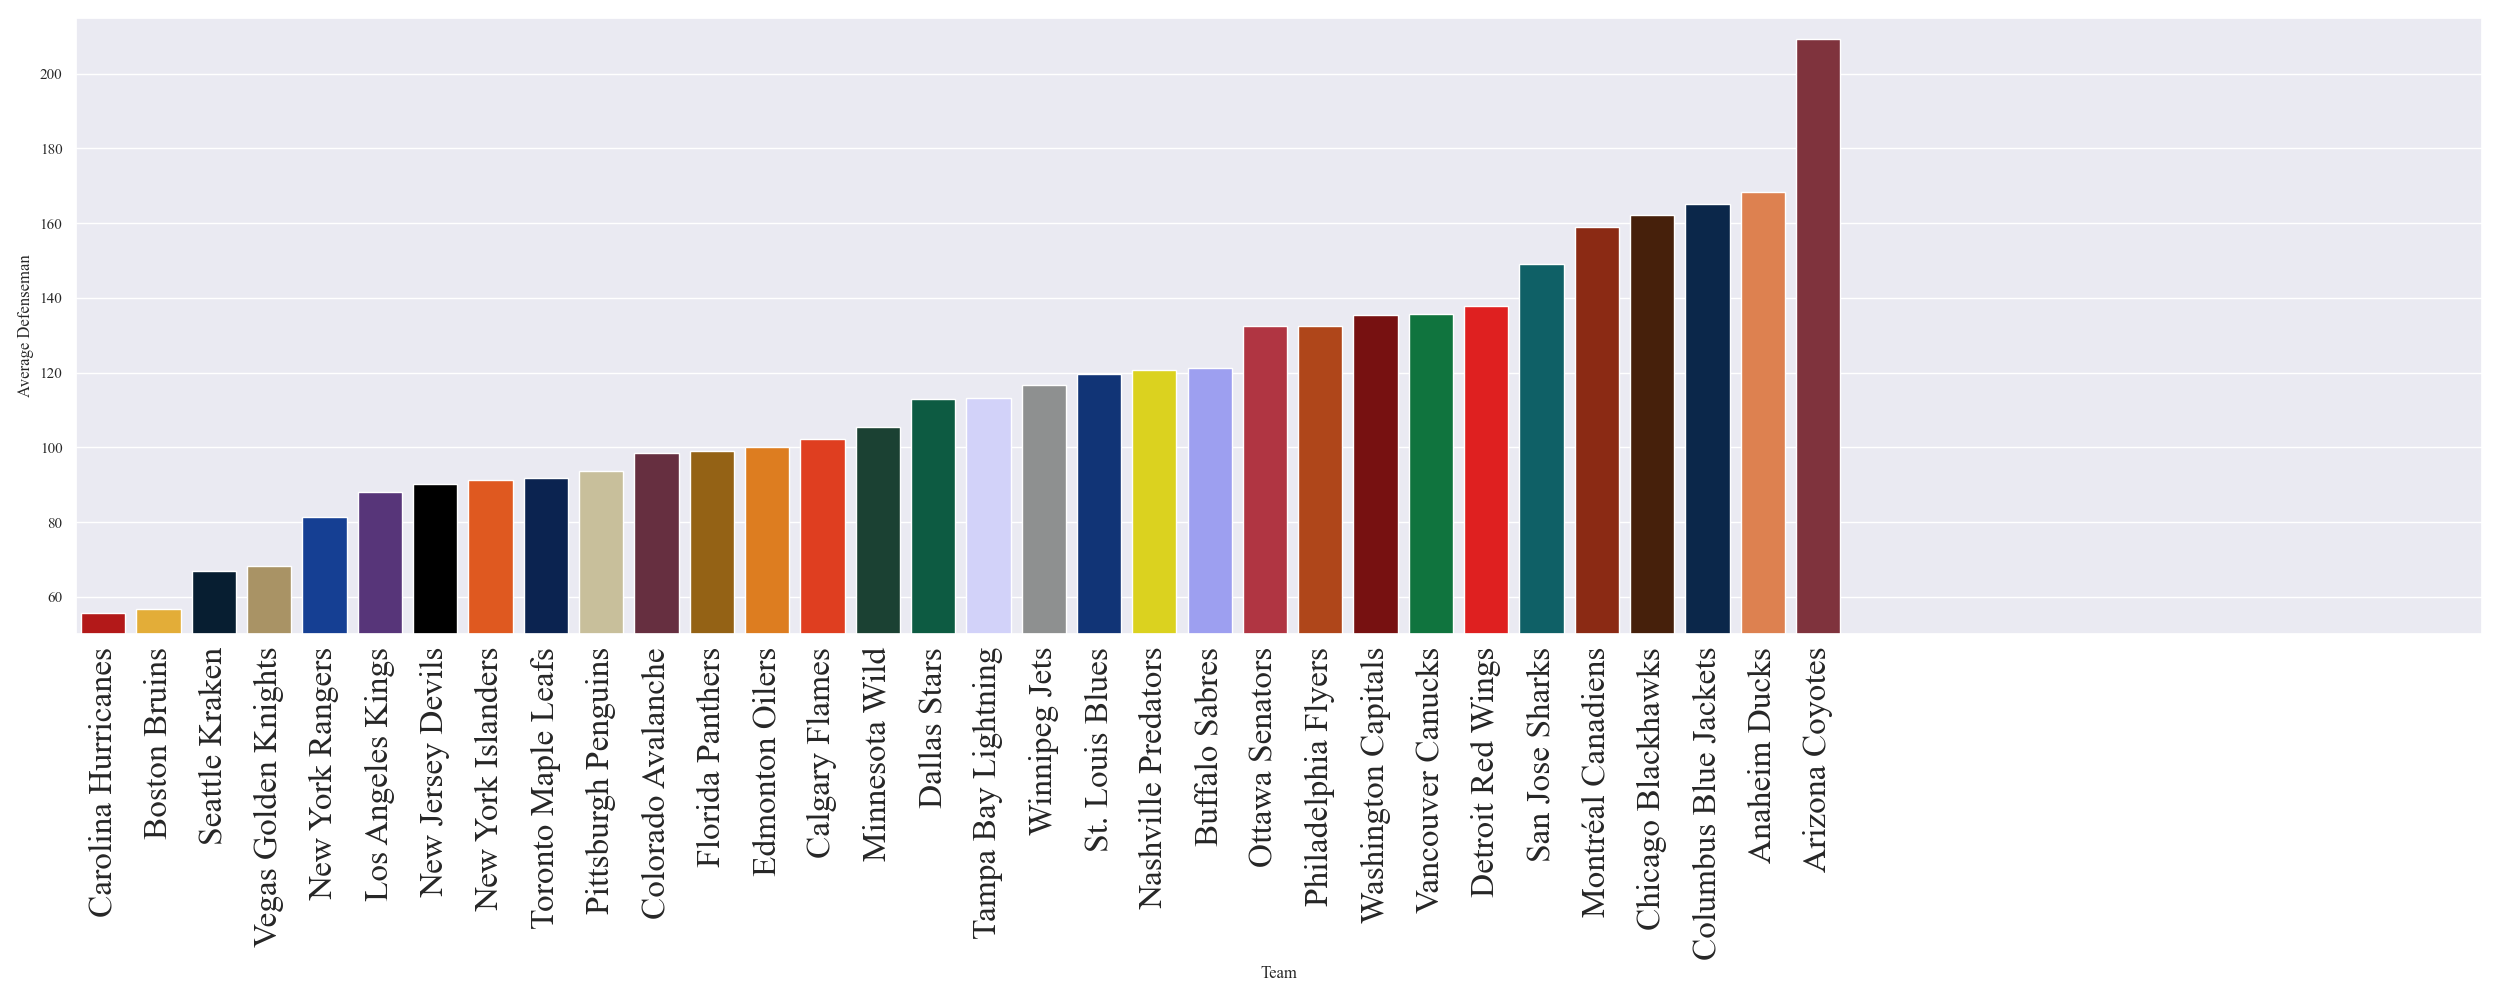 200
180
160
140
120
100
80
60
Average Defenseman
Carolina Hurricanes
Boston Bruins
Seattle Kraken
Vegas Golden Knights
New York Rangers
Los Angeles Kings
New Jersey Devils
New York Islanders
Toronto Maple Leafs
Pittsburgh Penguins
Colorado Avalanche
Florida Panthers
Edmonton Oilers
Calgary Flames
Minnesota Wild
Dallas Stars
Tampa Bay Lightning
Winnipeg Jets
St. Louis Blues
Nashville Predators
Buffalo Sabres
Ottawa Senators
Philadelphia Flyers
Washington Capitals
Vancouver Canucks
Detroit Red Wings
San Jose Sharks
Montréal Canadiens
Chicago Blackhawks
Columbus Blue Jackets
Anaheim Ducks
Arizona Coyotes
Team